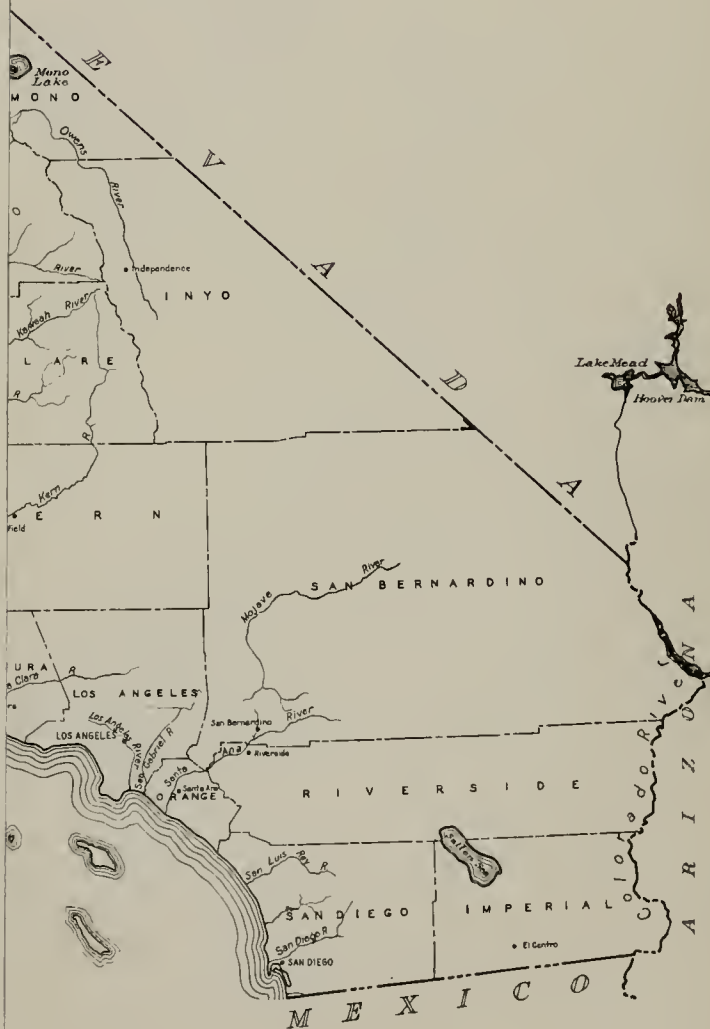 E V A D A
Mono
Lake
MONO
Owens
River
O
Independence
INYO
River
Kaweah River
LARE
R
R
Lake Mead
Hoover Dam
Kern
field
ERN
SAN BERNARDINO
Mojave River
URA
a Clara R
ra
LOS ANGELES
Los Angeles
River
LOS ANGELES
San Gabriel R
San Bernardino
River
Ana
Riverside
Santa
Santa Ana
ORANGE
RIVERSIDE
Colorado River
ARIZONA
Salton Sea
San Luis Rey R
SAN DIEGO
IMPERIAL
San Diego R
El Centro
SAN DIEGO
MEXICO